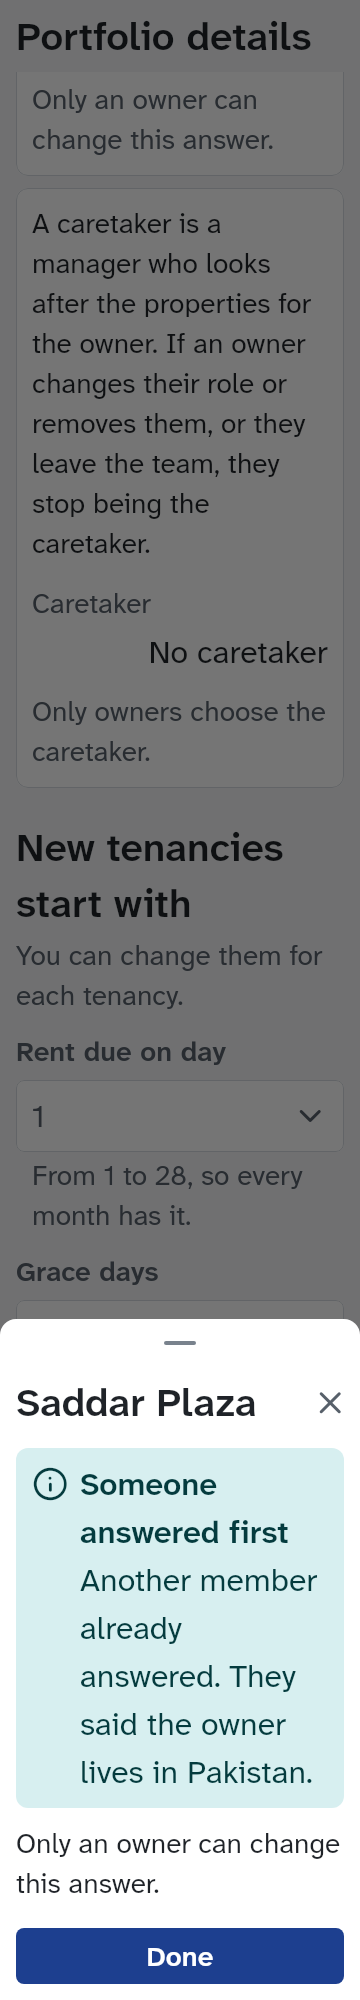 Portfolio details
Only an owner can
change this answer.
A caretaker is a
manager who looks
after the properties for
the owner. If an owner
changes their role or
removes them, or they
leave the team, they
stop being the
caretaker.
Caretaker
No caretaker
Only owners choose the
caretaker.
New tenancies
start with
You can change them for
each tenancy.
Rent due on day
1
From 1 to 28, so every
month has it.
Grace days
Saddar Plaza
Someone
answered first
Another member
already
answered. They
said the owner
lives in Pakistan.
Only an owner can change
this answer.
Done